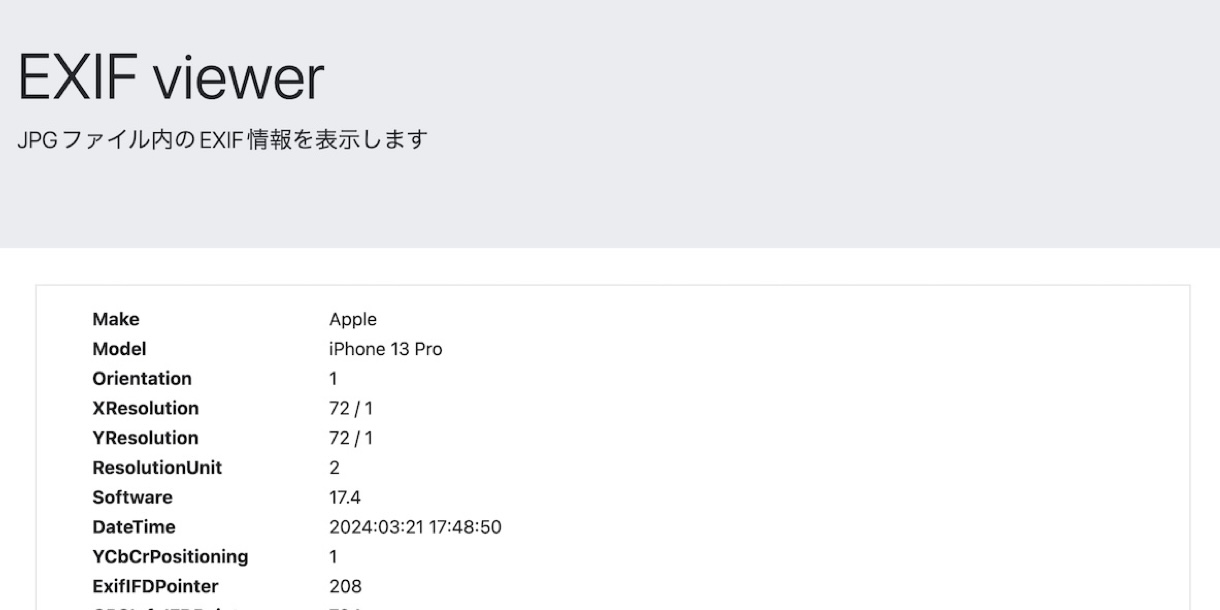 EXIF viewer
JPGファイル内のEXIF情報を表示します
Make Apple
Model iPhone 13 Pro
Orientation 1
XResolution 72 / 1
YResolution 72 / 1
ResolutionUnit 2
Software 17.4
DateTime 2024:03:21 17:48:50
YCbCrPositioning 1
ExifIFDPointer 208